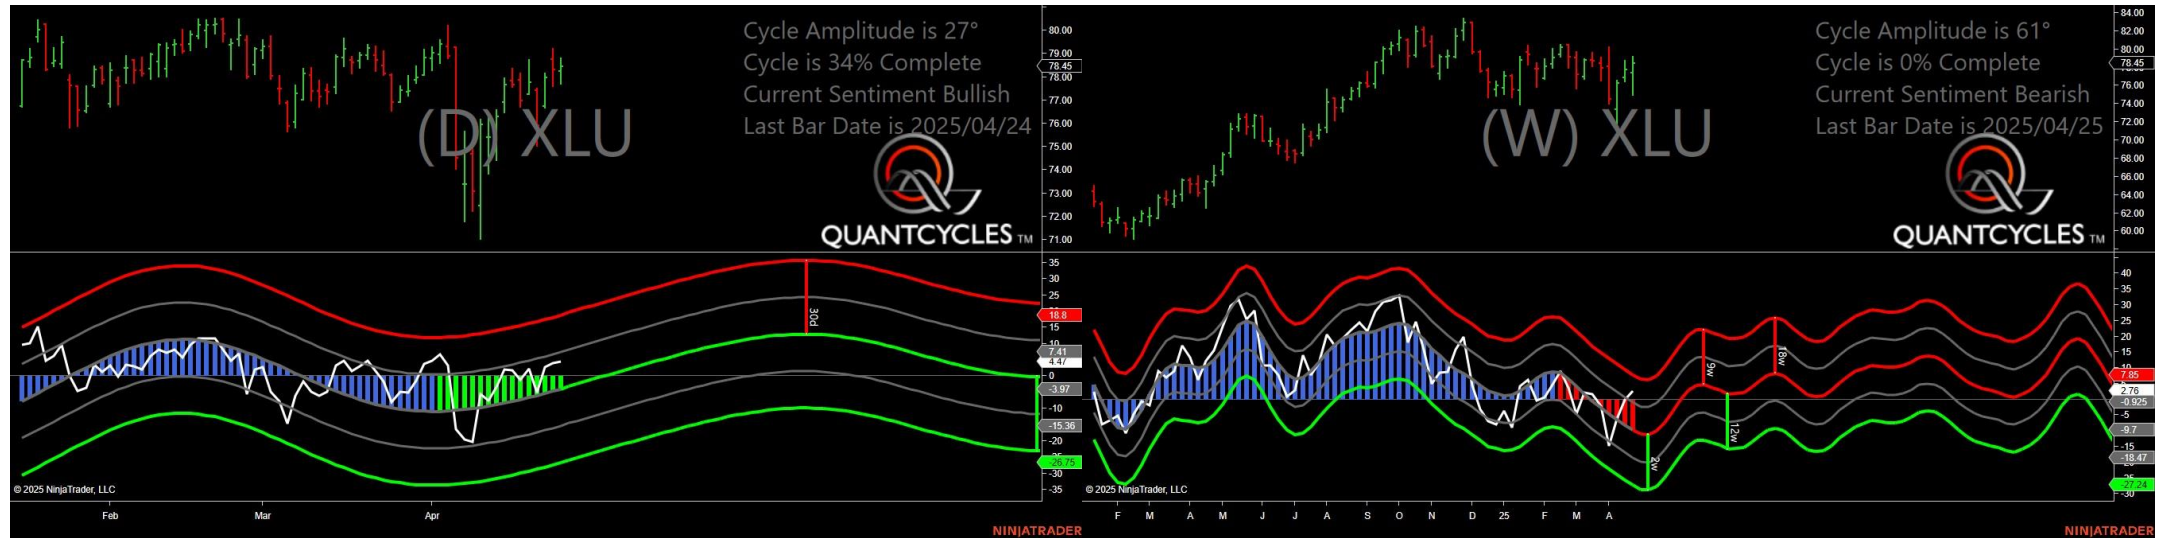 Cycle Amplitude is 27°
Cycle is 34% Complete
Current Sentiment Bullish
Last Bar Date is 2025/04/24
(D) XLU
QUANTCYCLES TM
80.00
79.00
78.45
78.00
77.00
76.00
75.00
74.00
73.00
72.00
71.00
35
30
25
18.8
15
10
7.41
4.47
0
-3.97
-10
-15.36
-20
-26.75
-30
-35
30d
© 2025 NinjaTrader, LLC
Feb
Mar
Apr
NINJATRADER
Cycle Amplitude is 61°
Cycle is 0% Complete
Current Sentiment Bearish
Last Bar Date is 2025/04/25
(W) XLU
QUANTCYCLES TM
84.00
82.00
80.00
78.45
76.00
74.00
72.00
70.00
68.00
66.00
64.00
62.00
60.00
40
35
30
25
20
15
10
7.85
2.76
-0.925
-5
-9.7
-15
-18.47
-27.24
-30
9w
18w
12w
2w
© 2025 NinjaTrader, LLC
F M A M J J A S O N D 25 F M A
NINJATRADER